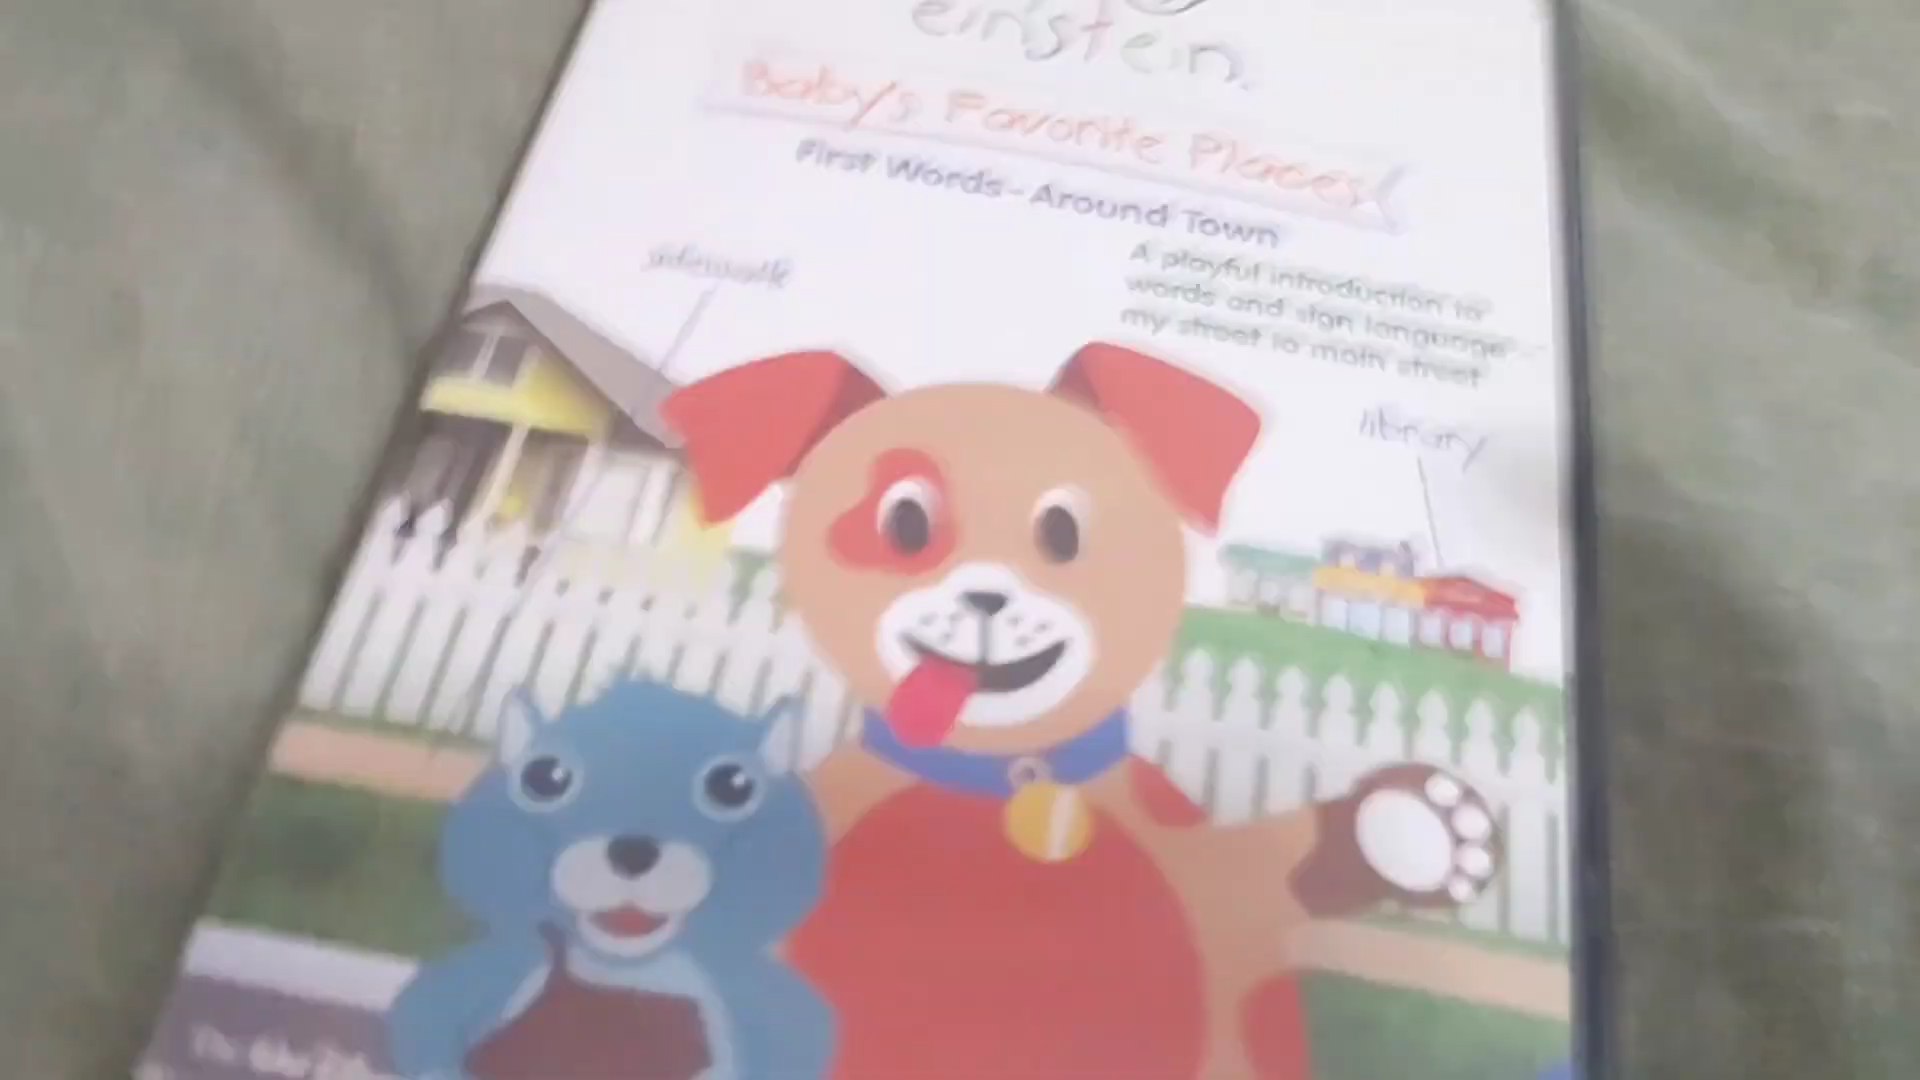 einstein.
Baby's Favorite Places
First Words - Around Town
A playful introduction to
words and sign language
my street to main street
sidewalk
library